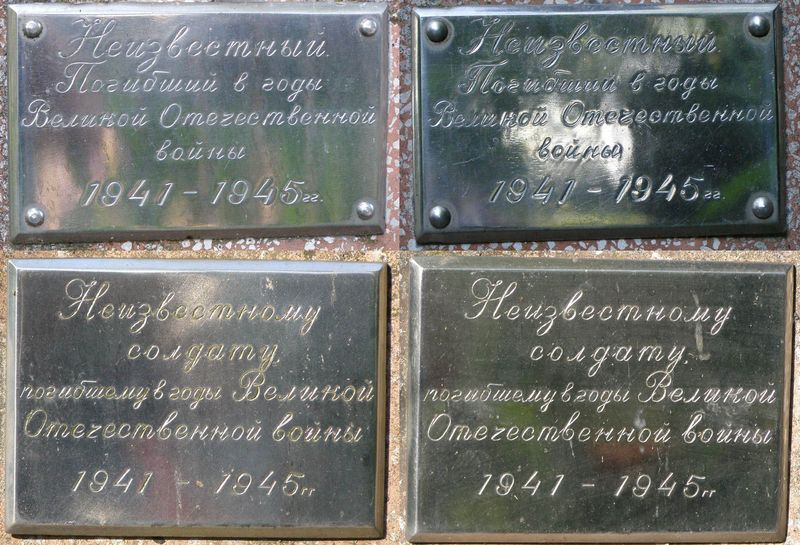 Неизвестный.
Погибший в годы
Великой Отечественной
войны
1941 - 1945гг.
Неизвестный.
Погибший в годы
Великой Отечественной
войны
1941 - 1945гг.
Неизвестному
солдату,
погибшему в годы Великой
Отечественной войны
1941 - 1945гг
Неизвестному
солдату,
погибшему в годы Великой
Отечественной войны
1941 - 1945гг